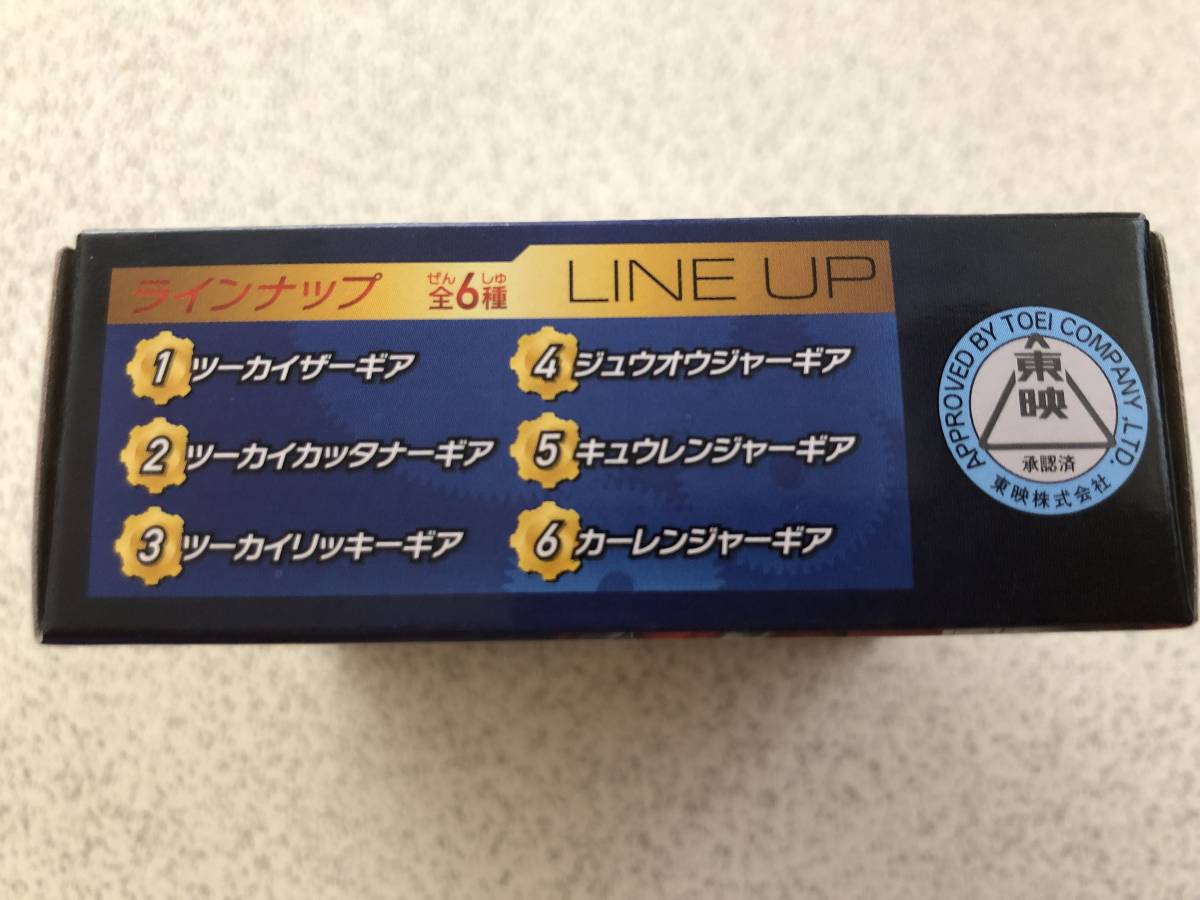 ラインナップ 全6種 LINE UP
ぜん しゅ
1 ツーカイザーギア
2 ツーカイカッタナーギア
3 ツーカイリッキーギア
4 ジュウオウジャーギア
5 キュウレンジャーギア
6 カーレンジャーギア
APPROVED BY TOEI COMPANY ,LTD.
東映
承認済
東映株式会社